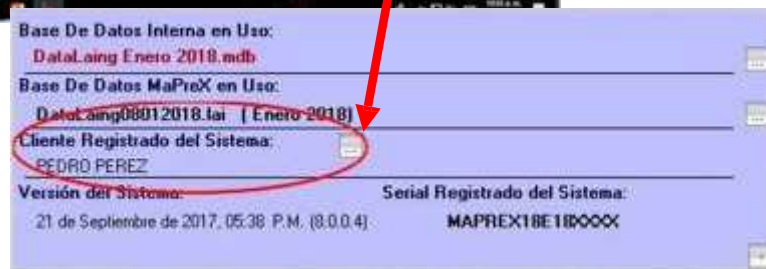 Base De Datos Interna en Uso:
DataLaing Enero 2018.mdb
Base De Datos MaPreX en Uso:
DataLaing08012018.lai ( Enero 2018)
Cliente Registrado del Sistema:
PEDRO PEREZ
Versión del Sistema: Serial Registrado del Sistema:
21 de Septiembre de 2017, 05:38 P.M. (8.0.0.4) MAPREX18E18XXXX